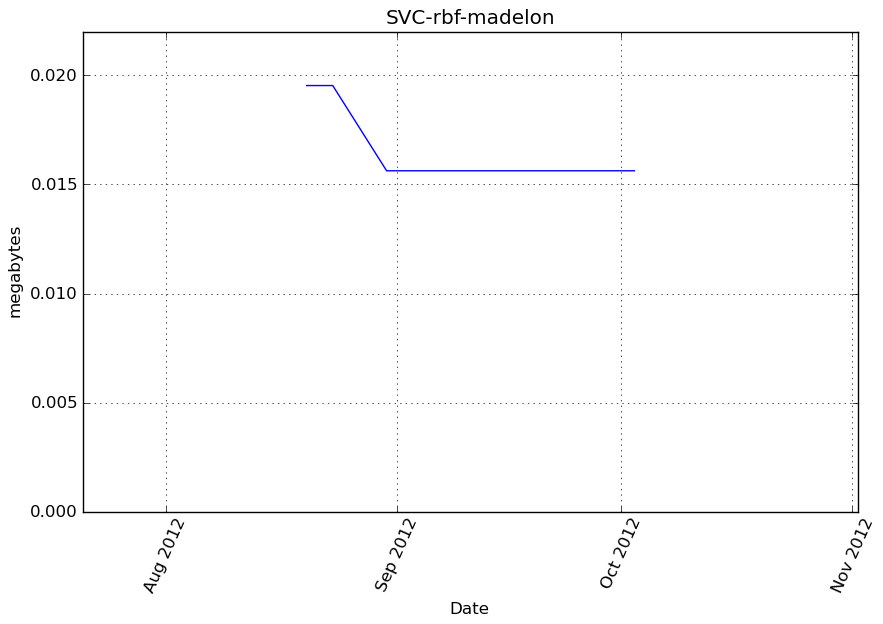 SVC-rbf-madelon
0.020
0.015
0.010
0.005
0.000
megabytes
Aug 2012
Sep 2012
Oct 2012
Nov 2012
Date